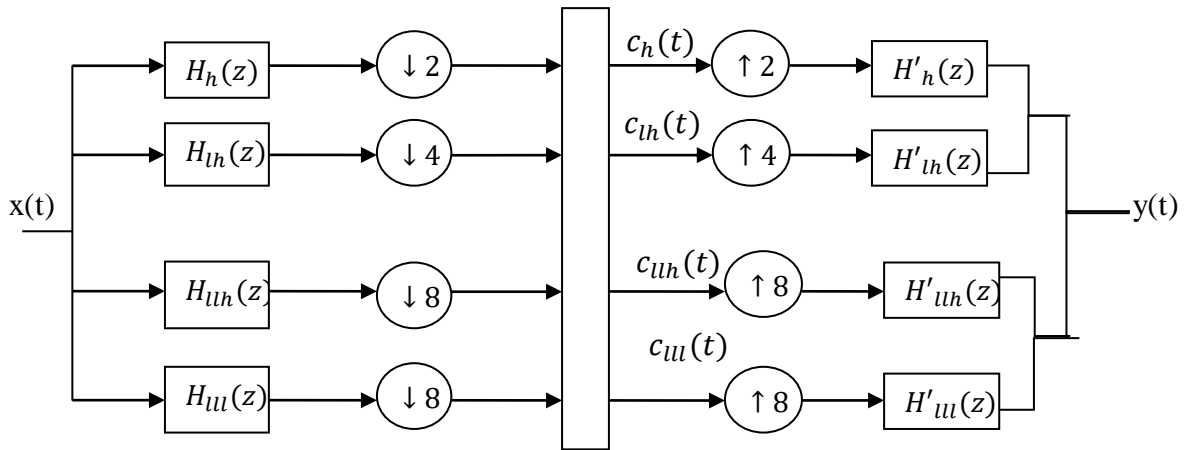 H_h(z) ↓ 2 c_h(t) ↑ 2 H'_h(z)
H_lh(z) ↓ 4 c_lh(t) ↑ 4 H'_lh(z)
x(t) y(t)
H_llh(z) ↓ 8 c_llh(t) ↑ 8 H'_llh(z)
H_lll(z) ↓ 8 c_lll(t) ↑ 8 H'_lll(z)